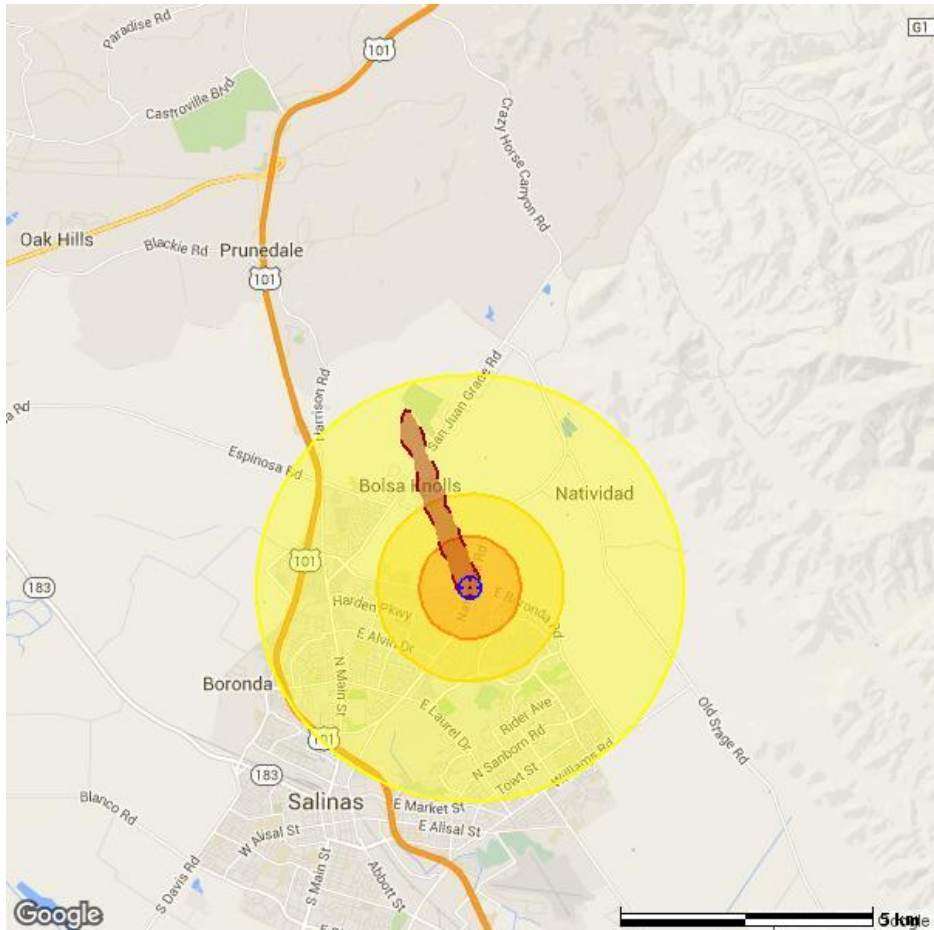 Paradise Rd
101
G1
Castroville Blvd
Crazy Horse Canyon Rd
Oak Hills
Blackie Rd
Prunedale
101
San Juan Grade Rd
Harrison Rd
Rd
Espinosa Rd
Bolsa Knolls
Natividad
Rd
101
183
E Boronda Rd
Harden Pkwy
E Alvin Dr
Boronda
N Main St
E Laurel Dr
Rider Ave
Old Stage Rd
N Sanborn Rd
101
Towt St
Williams Rd
183
Salinas
E Market St
Blanco Rd
E Alisal St
W Alisal St
S Main St
Abbott St
S Davis Rd
Google
5 km
Google